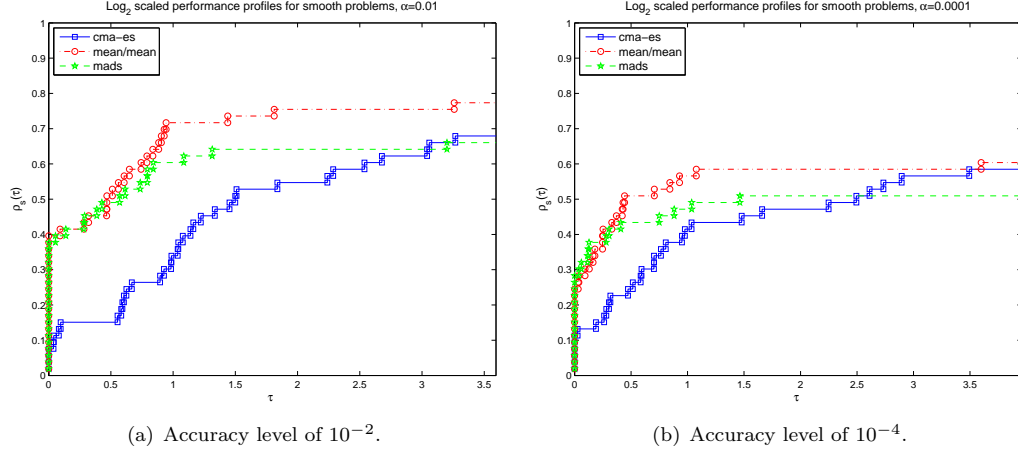 Log2 scaled performance profiles for smooth problems, α=0.01
1
0.9
0.8
0.7
0.6
0.5
0.4
0.3
0.2
0.1
0
ρs(τ)
cma−es
mean/mean
mads
0 0.5 1 1.5 2 2.5 3 3.5
τ
(a) Accuracy level of 10−2.
Log2 scaled performance profiles for smooth problems, α=0.0001
1
0.9
0.8
0.7
0.6
0.5
0.4
0.3
0.2
0.1
0
ρs(τ)
cma−es
mean/mean
mads
0 0.5 1 1.5 2 2.5 3 3.5
τ
(b) Accuracy level of 10−4.